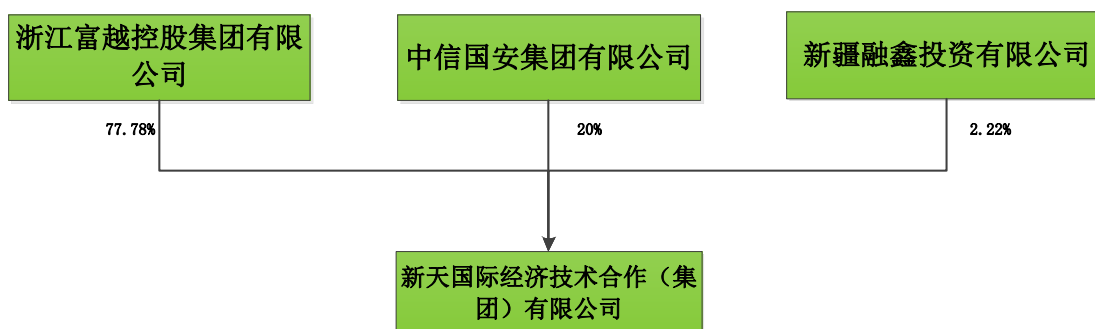 浙江富越控股集团有限
公司
中信国安集团有限公司
新疆融鑫投资有限公司
77.78%
20%
2.22%
新天国际经济技术合作（集
团）有限公司